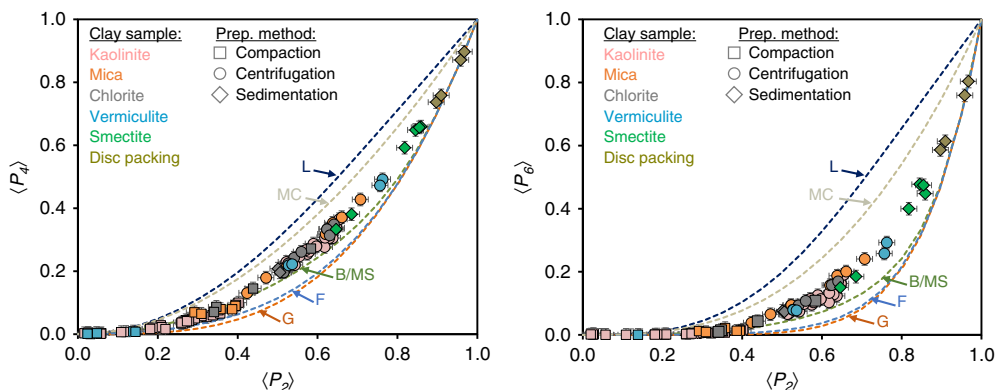 Clay sample: Prep. method:
Kaolinite Compaction
Mica Centrifugation
Chlorite Sedimentation
Vermiculite
Smectite
Disc packing
L
MC
B/MS
F
G
⟨P4⟩
1.0
0.8
0.6
0.4
0.2
0.0
0.0 0.2 0.4 0.6 0.8 1.0
⟨P2⟩
Clay sample: Prep. method:
Kaolinite Compaction
Mica Centrifugation
Chlorite Sedimentation
Vermiculite
Smectite
Disc packing
L
MC
B/MS
F
G
⟨P6⟩
1.0
0.8
0.6
0.4
0.2
0.0
0.0 0.2 0.4 0.6 0.8 1.0
⟨P2⟩